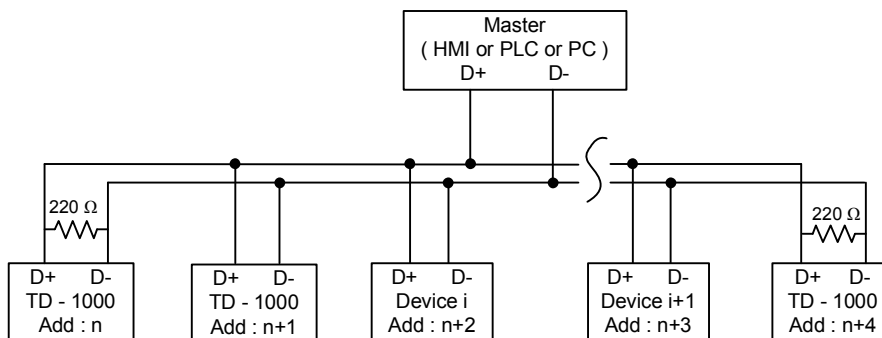 Master
( HMI or PLC or PC )
D+ D-
220 Ω
220 Ω
D+ D-
TD - 1000
Add : n
D+ D-
TD - 1000
Add : n+1
D+ D-
Device i
Add : n+2
D+ D-
Device i+1
Add : n+3
D+ D-
TD - 1000
Add : n+4